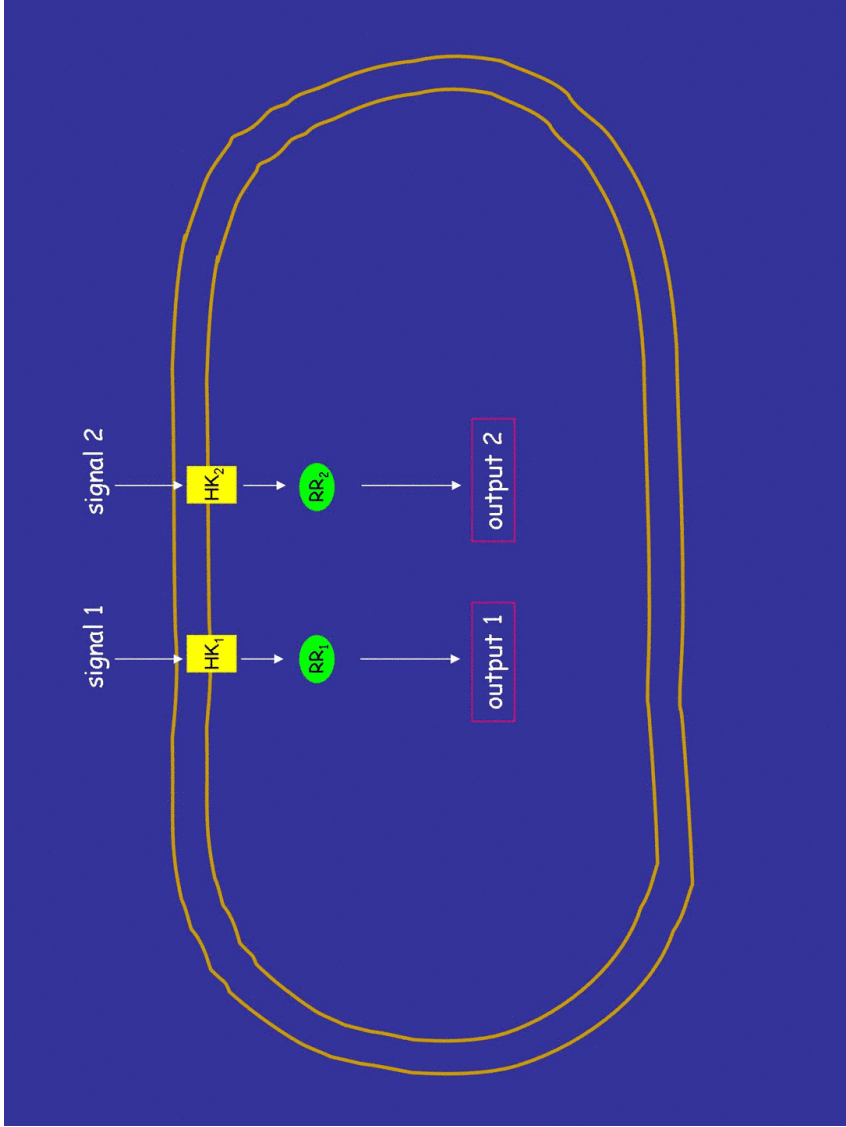 signal 1
signal 2
HK₁
HK₂
RR₁
RR₂
output 1
output 2